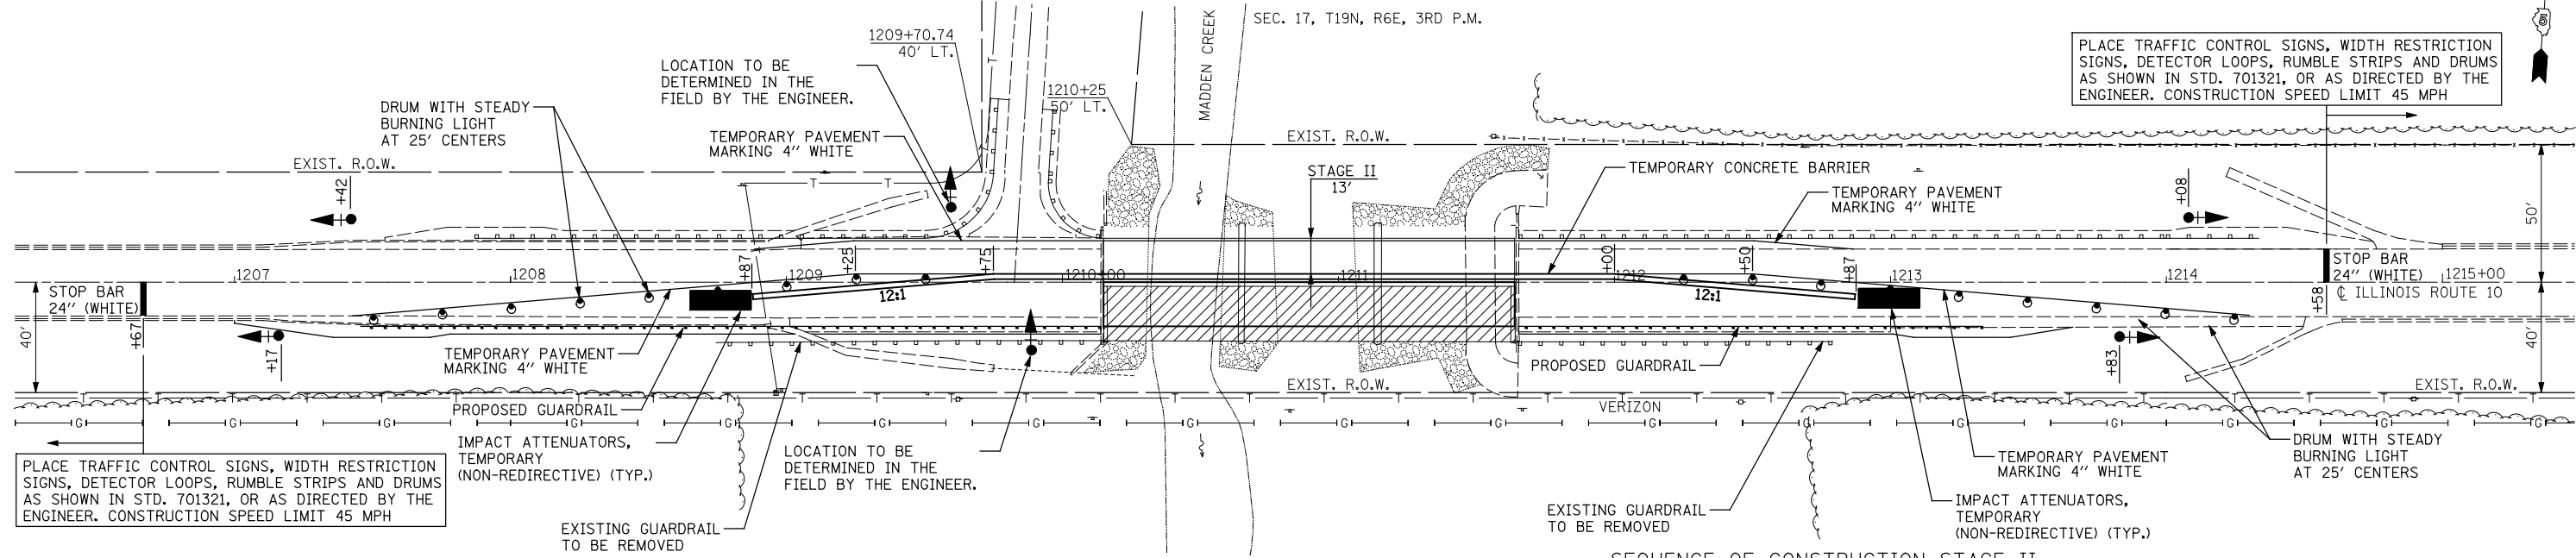 SEC. 17, T19N, R6E, 3RD P.M.
5
1209+70.74
40' LT.
MADDEN CREEK
PLACE TRAFFIC CONTROL SIGNS, WIDTH RESTRICTION
SIGNS, DETECTOR LOOPS, RUMBLE STRIPS AND DRUMS
AS SHOWN IN STD. 701321, OR AS DIRECTED BY THE
ENGINEER. CONSTRUCTION SPEED LIMIT 45 MPH
LOCATION TO BE
DETERMINED IN THE
FIELD BY THE ENGINEER.
1210+25
50' LT.
DRUM WITH STEADY
BURNING LIGHT
AT 25' CENTERS
TEMPORARY PAVEMENT
MARKING 4" WHITE
EXIST. R.O.W.
EXIST. R.O.W.
STAGE II
13'
TEMPORARY CONCRETE BARRIER
TEMPORARY PAVEMENT
MARKING 4" WHITE
+42
T
T
T
T
+08
50'
+87
+25
+75
+00
+50
+87
1207
1208
1209
1210+00
1211
1212
1213
1214
1215+00
STOP BAR
24" (WHITE)
STOP BAR
24" (WHITE)
℄ ILLINOIS ROUTE 10
12:1
12:1
40'
+67
+17
+58
+83
40'
TEMPORARY PAVEMENT
MARKING 4" WHITE
PROPOSED GUARDRAIL
EXIST. R.O.W.
EXIST. R.O.W.
PROPOSED GUARDRAIL
VERIZON
G G G G G G G G G G G G G G G G G
IMPACT ATTENUATORS,
TEMPORARY
(NON-REDIRECTIVE) (TYP.)
LOCATION TO BE
DETERMINED IN THE
FIELD BY THE ENGINEER.
DRUM WITH STEADY
BURNING LIGHT
AT 25' CENTERS
TEMPORARY PAVEMENT
MARKING 4" WHITE
PLACE TRAFFIC CONTROL SIGNS, WIDTH RESTRICTION
SIGNS, DETECTOR LOOPS, RUMBLE STRIPS AND DRUMS
AS SHOWN IN STD. 701321, OR AS DIRECTED BY THE
ENGINEER. CONSTRUCTION SPEED LIMIT 45 MPH
EXISTING GUARDRAIL
TO BE REMOVED
EXISTING GUARDRAIL
TO BE REMOVED
IMPACT ATTENUATORS,
TEMPORARY
(NON-REDIRECTIVE) (TYP.)
SEQUENCE OF CONSTRUCTION STAGE II